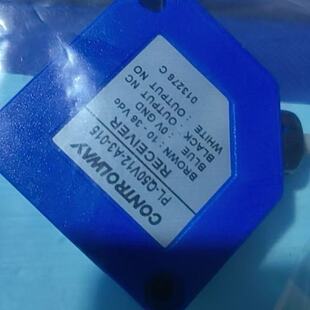 CONTROLWAY
PL-Q50V12-A3-015
RECEIVER
BROWN : 10- 36 Vdc
BLUE : 0V GND
BLACK : OUTPUT NC
WHITE : OUTPUT NO
013276 C